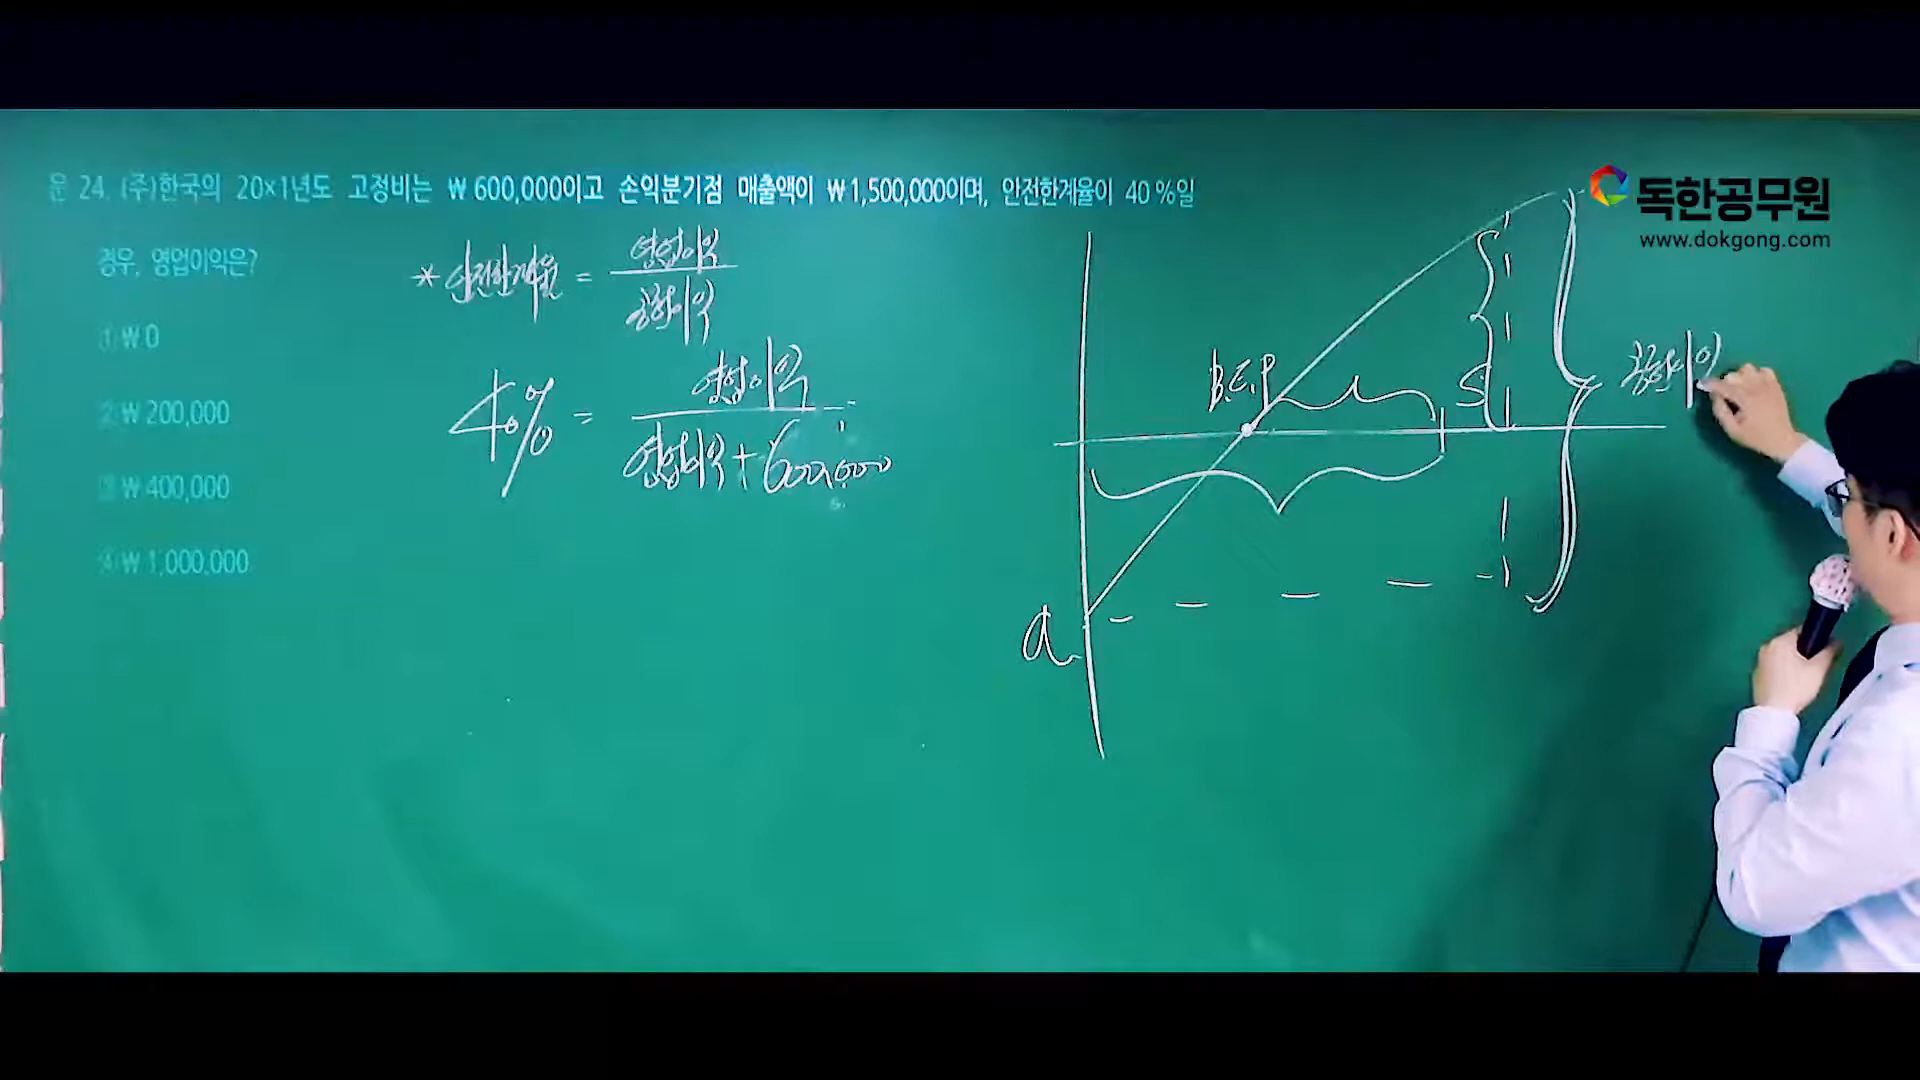 문 24. (주)한국의 20×1년도 고정비는 ₩600,000이고 손익분기점 매출액이 ₩1,500,000이며, 안전한계율이 40%일
경우, 영업이익은?
① ₩0
② ₩200,000
③ ₩400,000
④ ₩1,000,000
* 안전한계율 = 영업이익 / 공헌이익
40% = 영업이익 / 영업이익 + 600,000
B.E.P
S
a
공헌이익
독한공무원
www.dokgong.com